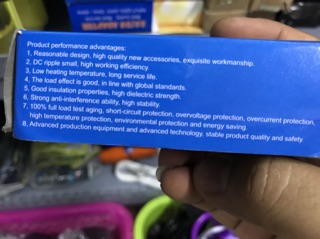 Product performance advantages:
1, Reasonable design, high quality new accessories, exquisite workmanship.
2, DC ripple small, high working efficiency.
3, Low heating temperature, long service life.
4, The load effect is good, in line with global standards.
5, Good insulation properties, high dielectric strength.
6, Strong anti-interference ability, high stability.
7, 100% full load test aging, short-circuit protection, overvoltage protection, overcurrent protection,
high temperature protection, environmental protection and energy saving.
8, Advanced production equipment and advanced technology, stable product quality and safety